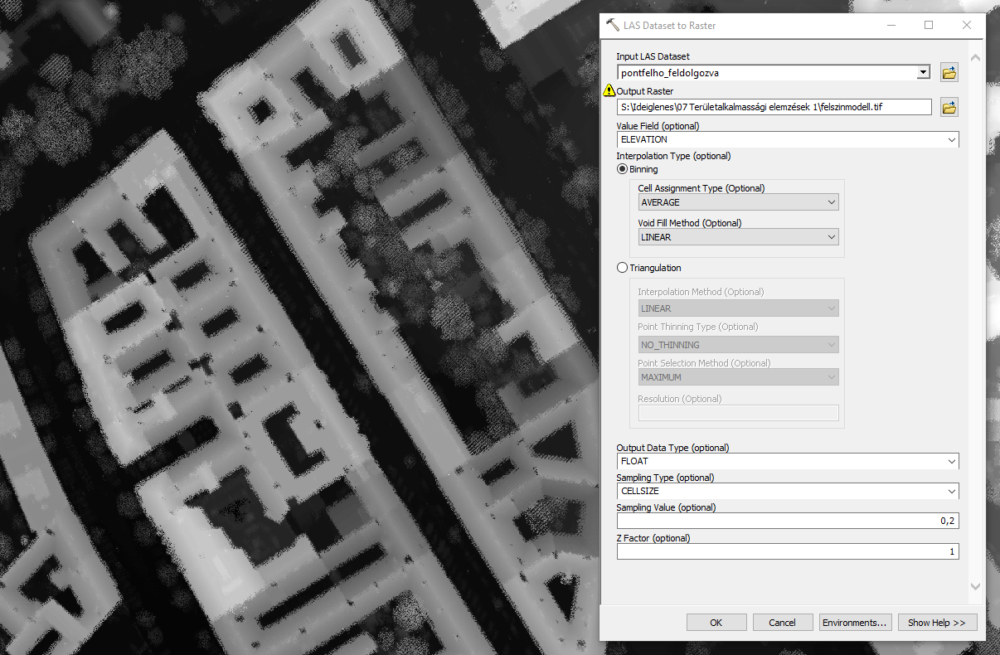 LAS Dataset to Raster
Input LAS Dataset
pontfelho_feldolgozva
Output Raster
S:\Ideiglenes\07 Területalkalmassági elemzések 1\felszinmodell.tif
Value Field (optional)
ELEVATION
Interpolation Type (optional)
Binning
Cell Assignment Type (Optional)
AVERAGE
Void Fill Method (Optional)
LINEAR
Triangulation
Interpolation Method (Optional)
LINEAR
Point Thinning Type (Optional)
NO_THINNING
Point Selection Method (Optional)
MAXIMUM
Resolution (Optional)
Output Data Type (optional)
FLOAT
Sampling Type (optional)
CELLSIZE
Sampling Value (optional)
0,2
Z Factor (optional)
1
OK Cancel Environments... Show Help >>